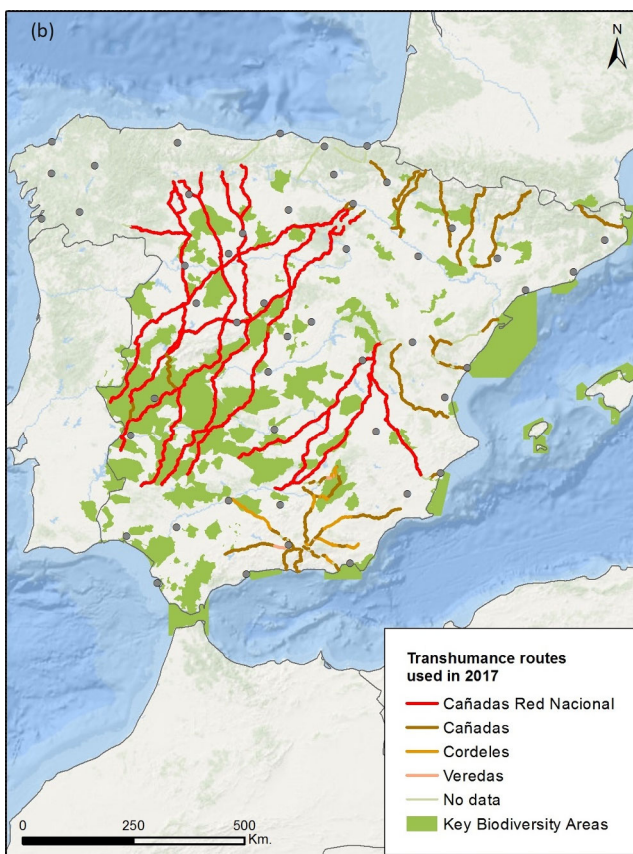 (b)
N
Transhumance routes
used in 2017
Cañadas Red Nacional
Cañadas
Cordeles
Veredas
No data
Key Biodiversity Areas
0 250 500
Km.